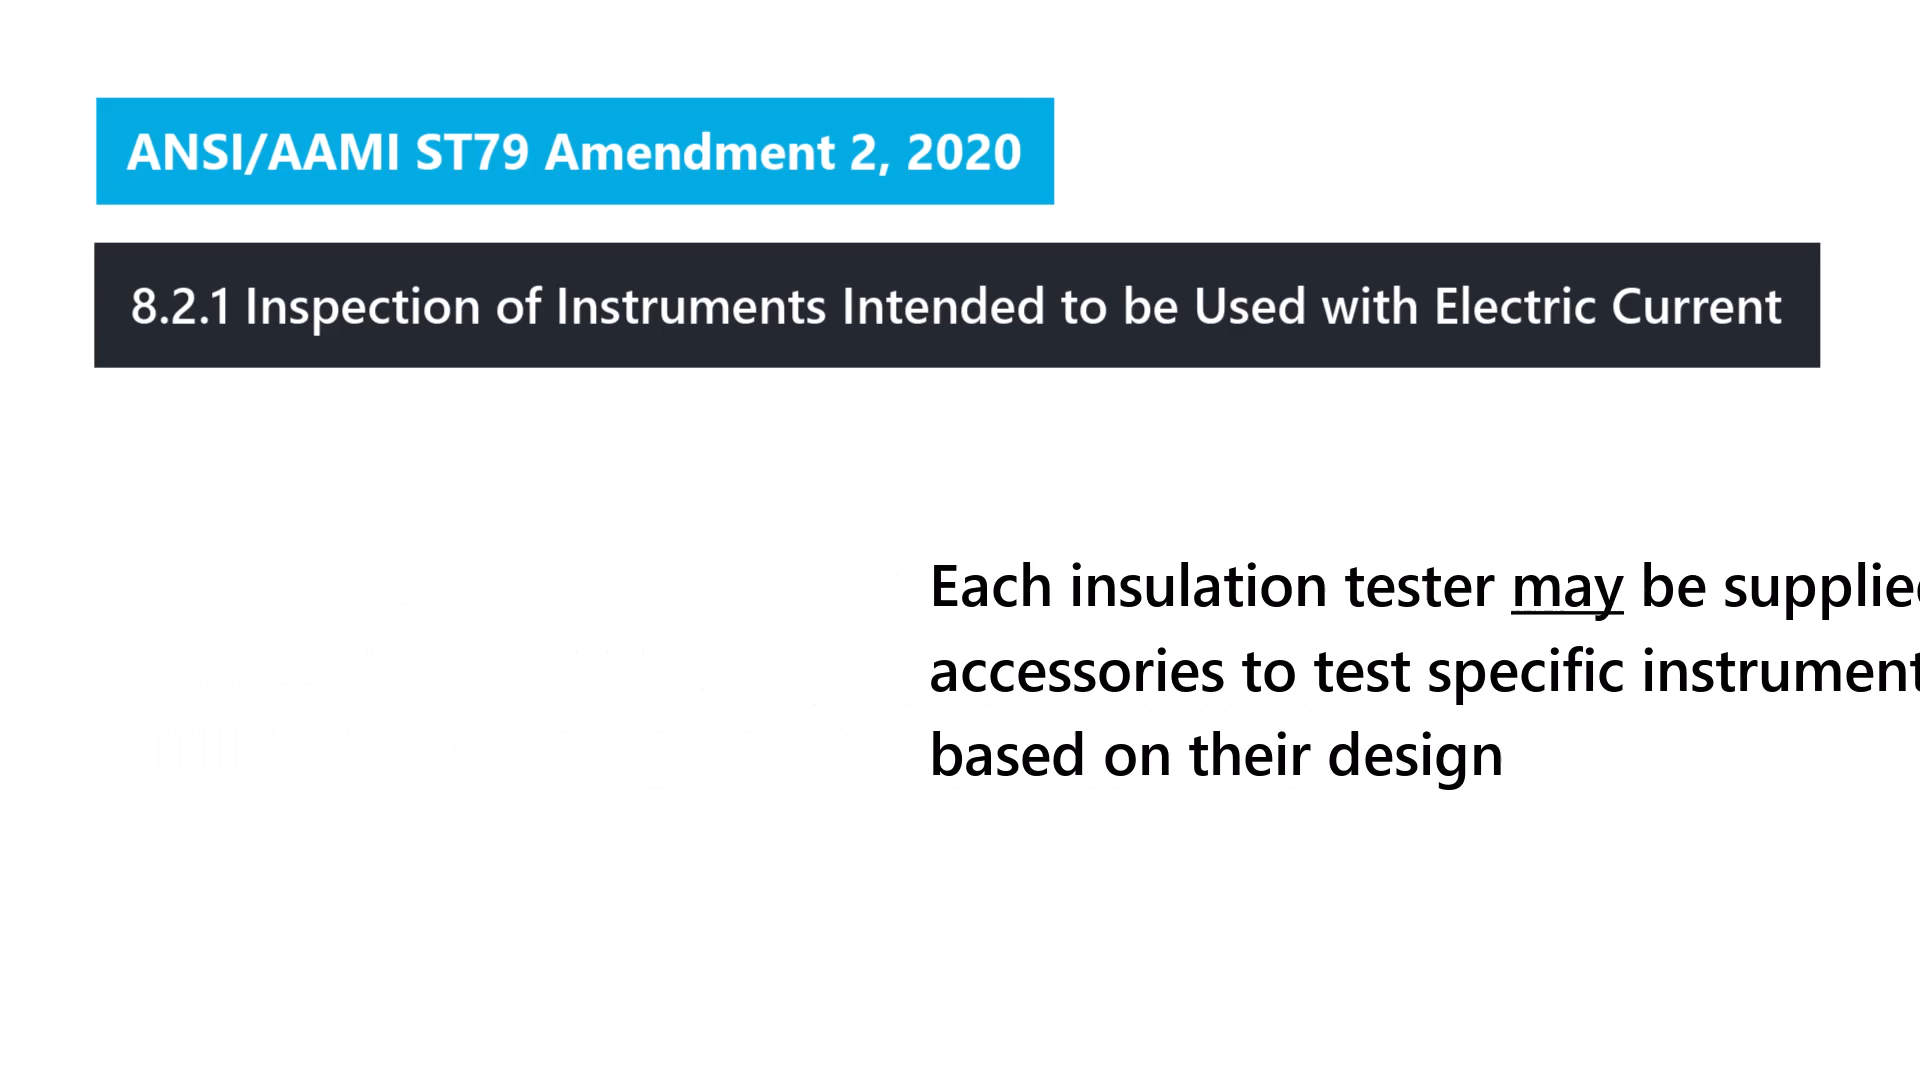 ANSI/AAMI ST79 Amendment 2, 2020
8.2.1 Inspection of Instruments Intended to be Used with Electric Current
Each insulation tester may be
accessories to test specific
based on their design